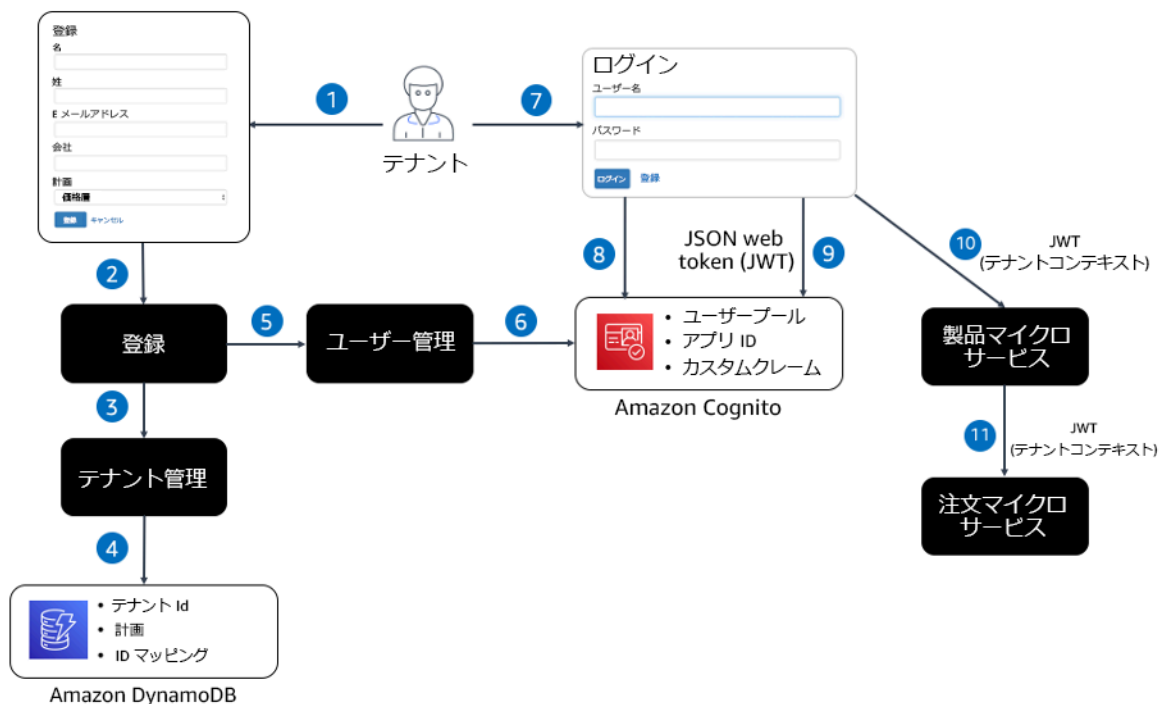 登録
名
姓
E メールアドレス
会社
計画
価格層
登録 キャンセル
1
テナント
7
ログイン
ユーザー名
パスワード
ログイン 登録
2
8
JSON web
token (JWT)
9
10
JWT
(テナントコンテキスト)
登録
5
ユーザー管理
6
• ユーザープール
• アプリ ID
• カスタムクレーム
Amazon Cognito
製品マイクロ
サービス
3
11
JWT
(テナントコンテキスト)
テナント管理
注文マイクロ
サービス
4
• テナント Id
• 計画
• ID マッピング
Amazon DynamoDB